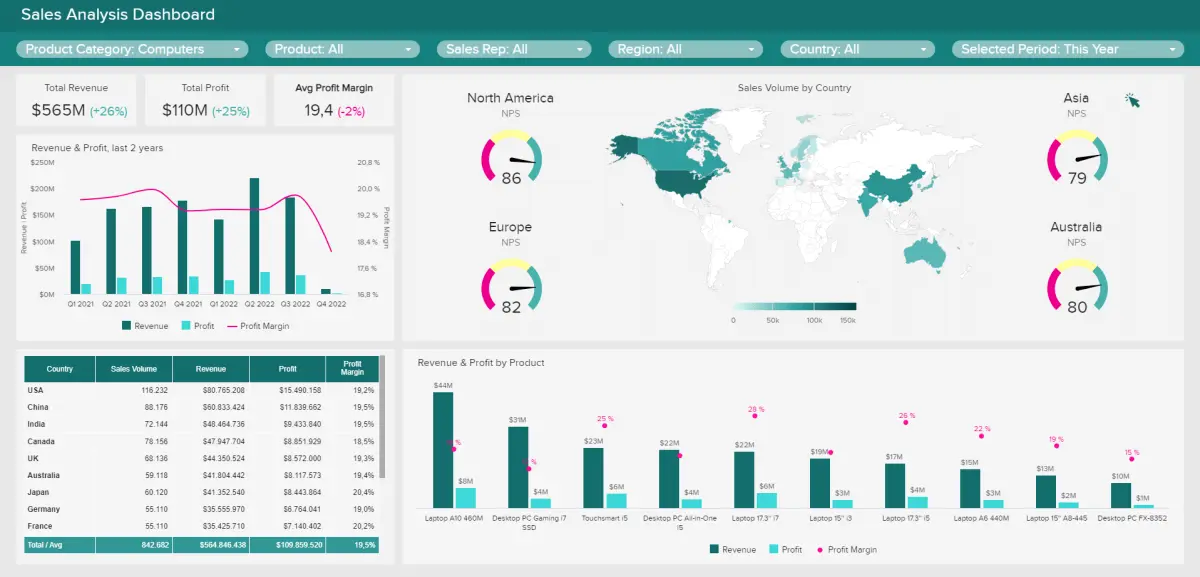 Sales Analysis Dashboard
Product Category: Computers
Product: All
Sales Rep: All
Region: All
Country: All
Selected Period: This Year
Total Revenue
$565M (+26%)
Total Profit
$110M (+25%)
Avg Profit Margin
19,4 (-2%)
Revenue & Profit, last 2 years
$250M
$200M
$150M
$100M
$50M
$0M
Revenue | Profit
20,8 %
20,0 %
19,2 %
18,4 %
17,6 %
16,8 %
Profit Margin
Q1 2021 Q2 2021 Q3 2021 Q4 2021 Q1 2022 Q2 2022 Q3 2022 Q4 2022
Revenue Profit Profit Margin
North America
NPS
86
Europe
NPS
82
Sales Volume by Country
0 50k 100k 150k
Asia
NPS
79
Australia
NPS
80
Country Sales Volume Revenue Profit Profit Margin
USA 116.232 $80.765.208 $15.490.158 19,2%
China 88.176 $60.833.424 $11.839.662 19,5%
India 72.144 $48.464.736 $9.433.840 19,5%
Canada 78.156 $47.947.704 $8.851.929 18,5%
UK 68.136 $44.350.524 $8.572.000 19,3%
Australia 59.118 $41.804.442 $8.117.573 19,4%
Japan 60.120 $41.352.540 $8.443.864 20,4%
Germany 55.110 $35.555.970 $6.764.041 19,0%
France 55.110 $35.425.710 $7.140.402 20,2%
Total / Avg 842.682 $564.846.438 $109.859.520 19,5%
Revenue & Profit by Product
$44M
$8M
$31M
$4M
%
25 %
$23M
$6M
$22M
$4M
28 %
$22M
$6M
$19M
$3M
26 %
$17M
$4M
22 %
$15M
$3M
19 %
$13M
$2M
15 %
$10M
$1M
Laptop A10 460M
Desktop PC Gaming i7
SSD
Touchsmart i5
Desktop PC All-in-One
i5
Laptop 17.3'' i7
Laptop 15'' i3
Laptop 17.3'' i5
Laptop A6 440M
Laptop 15'' A8-445
Desktop PC FX-8352
Revenue Profit Profit Margin